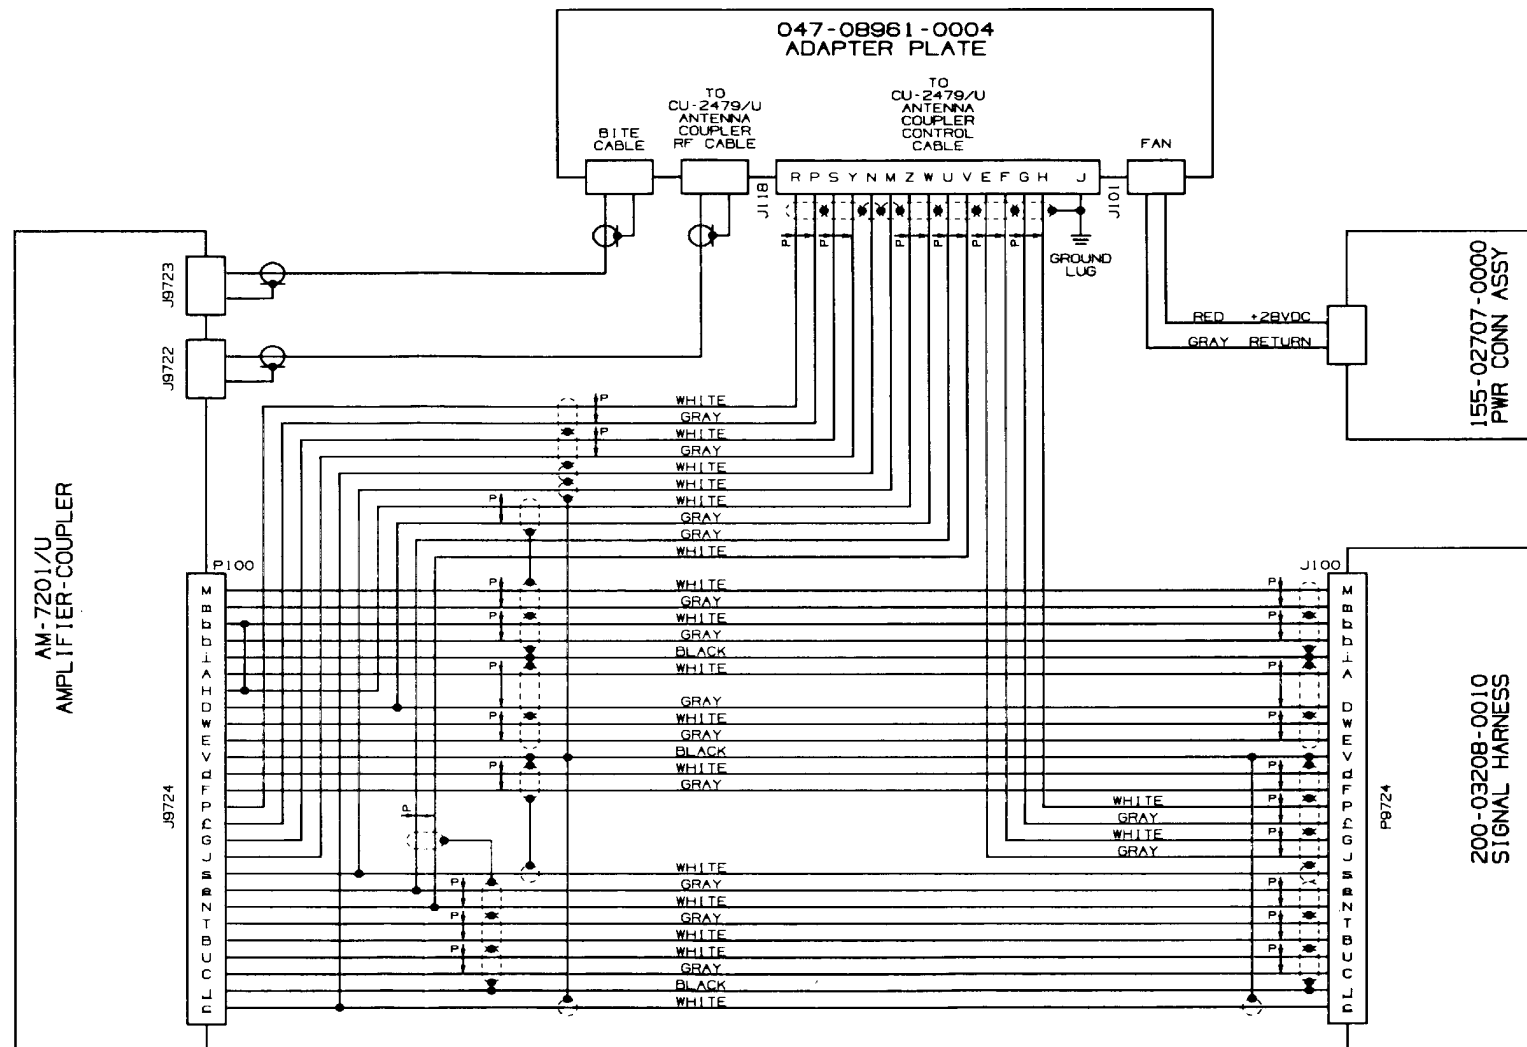 047-08961-0004
ADAPTER PLATE
TO
CU-2479/U
ANTENNA
COUPLER
RF CABLE
TO
CU-2479/U
ANTENNA
COUPLER
CONTROL
CABLE
BITE
CABLE
FAN
J118
R P S Y N M Z W U V E F G H J
J101
P P P P P P
GROUND
LUG
J9723
J9722
RED +28VDC
GRAY RETURN
155-02707-0000
PWR CONN ASSY
AM-7201/U
AMPLIFIER-COUPLER
P WHITE
GRAY
P WHITE
GRAY
WHITE
WHITE
P WHITE
GRAY
GRAY
WHITE
P100
J100
M P WHITE P M
m GRAY m
b P WHITE P b
h GRAY h
i BLACK i
A P WHITE P A
H
D GRAY D
W P WHITE P W
E GRAY E
V BLACK V
d P WHITE P d
F GRAY F
P WHITE P P
f GRAY f
G WHITE P G
J GRAY J
P
s WHITE s
a P GRAY P a
N WHITE N
T P GRAY P T
B WHITE B
U P WHITE P U
C GRAY C
BLACK
c WHITE c
J9724
P9724
200-03208-0010
SIGNAL HARNESS